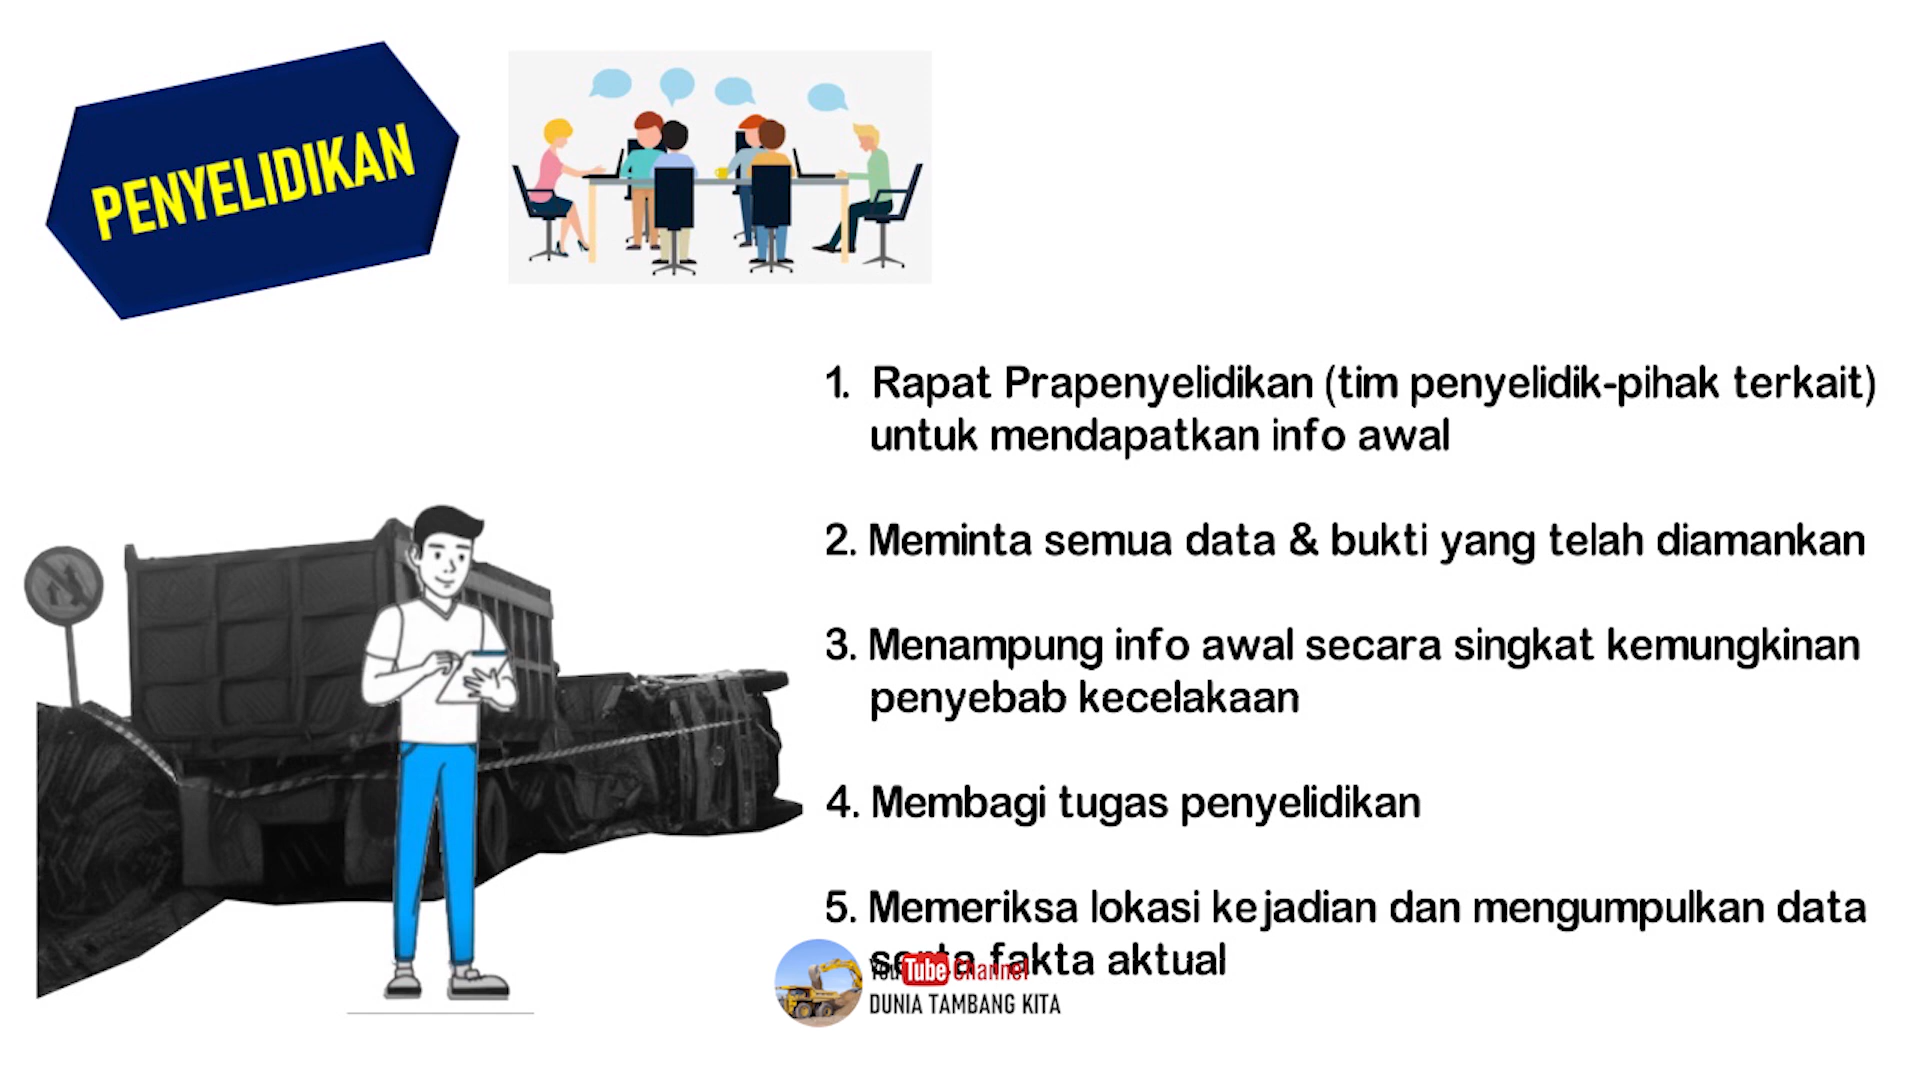 PENYELIDIKAN
1. Rapat Prapenyelidikan (tim penyelidik-pihak terkait)
untuk mendapatkan info awal
2. Meminta semua data & bukti yang telah diamankan
3. Menampung info awal secara singkat kemungkinan
penyebab kecelakaan
4. Membagi tugas penyelidikan
5. Memeriksa lokasi kejadian dan mengumpulkan data
serta fakta aktual
YouTube Channel
DUNIA TAMBANG KITA